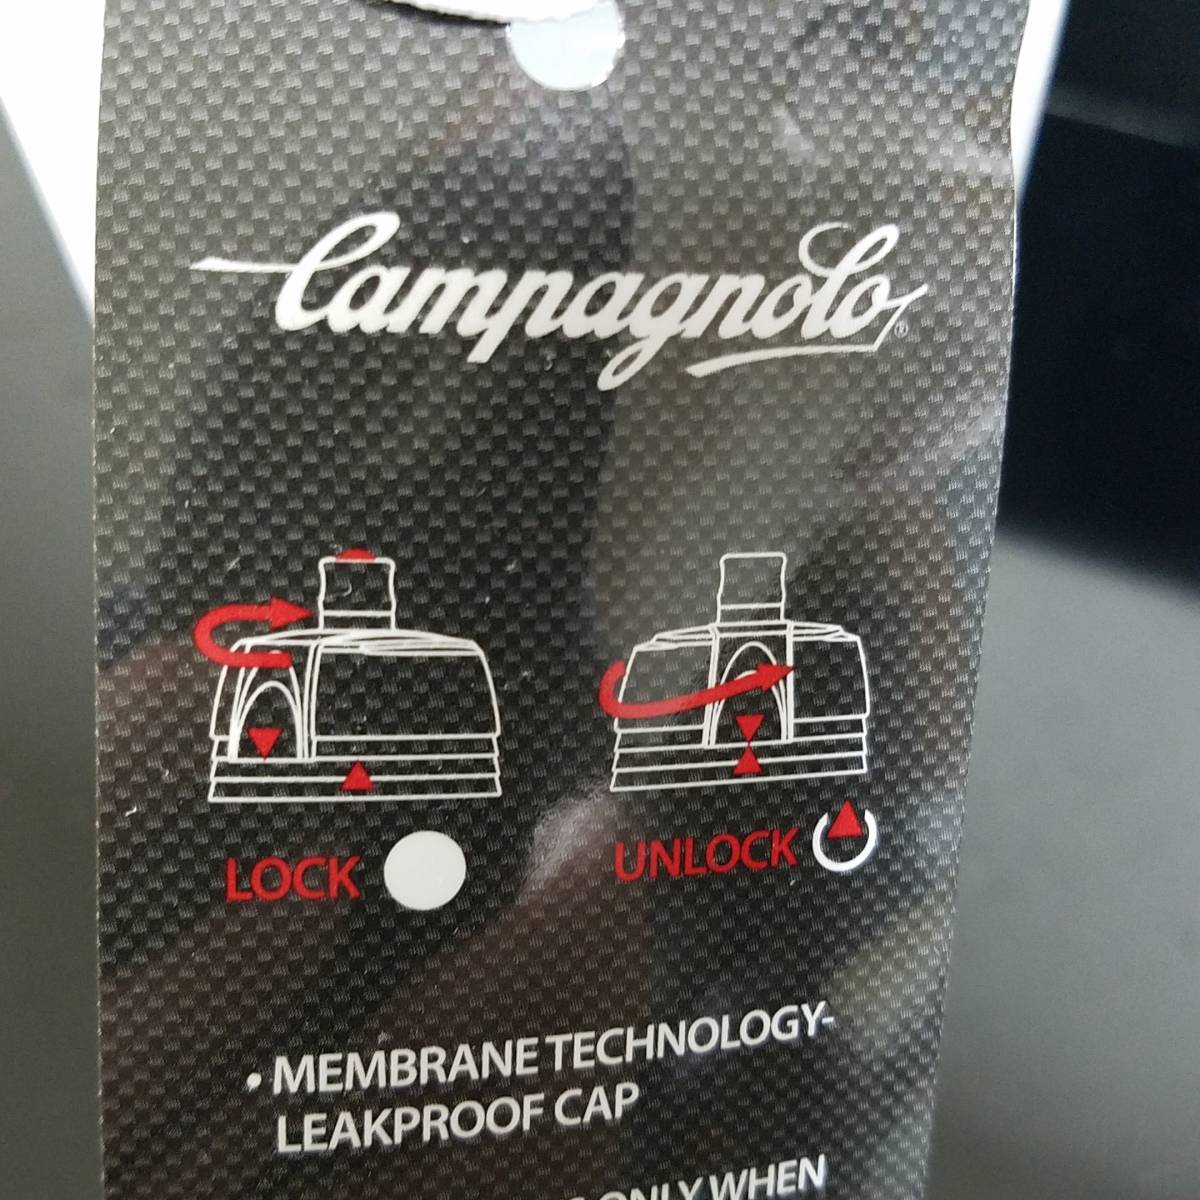 Campagnolo®
LOCK
UNLOCK
• MEMBRANE TECHNOLOGY-
LEAKPROOF CAP
ONLY WHEN